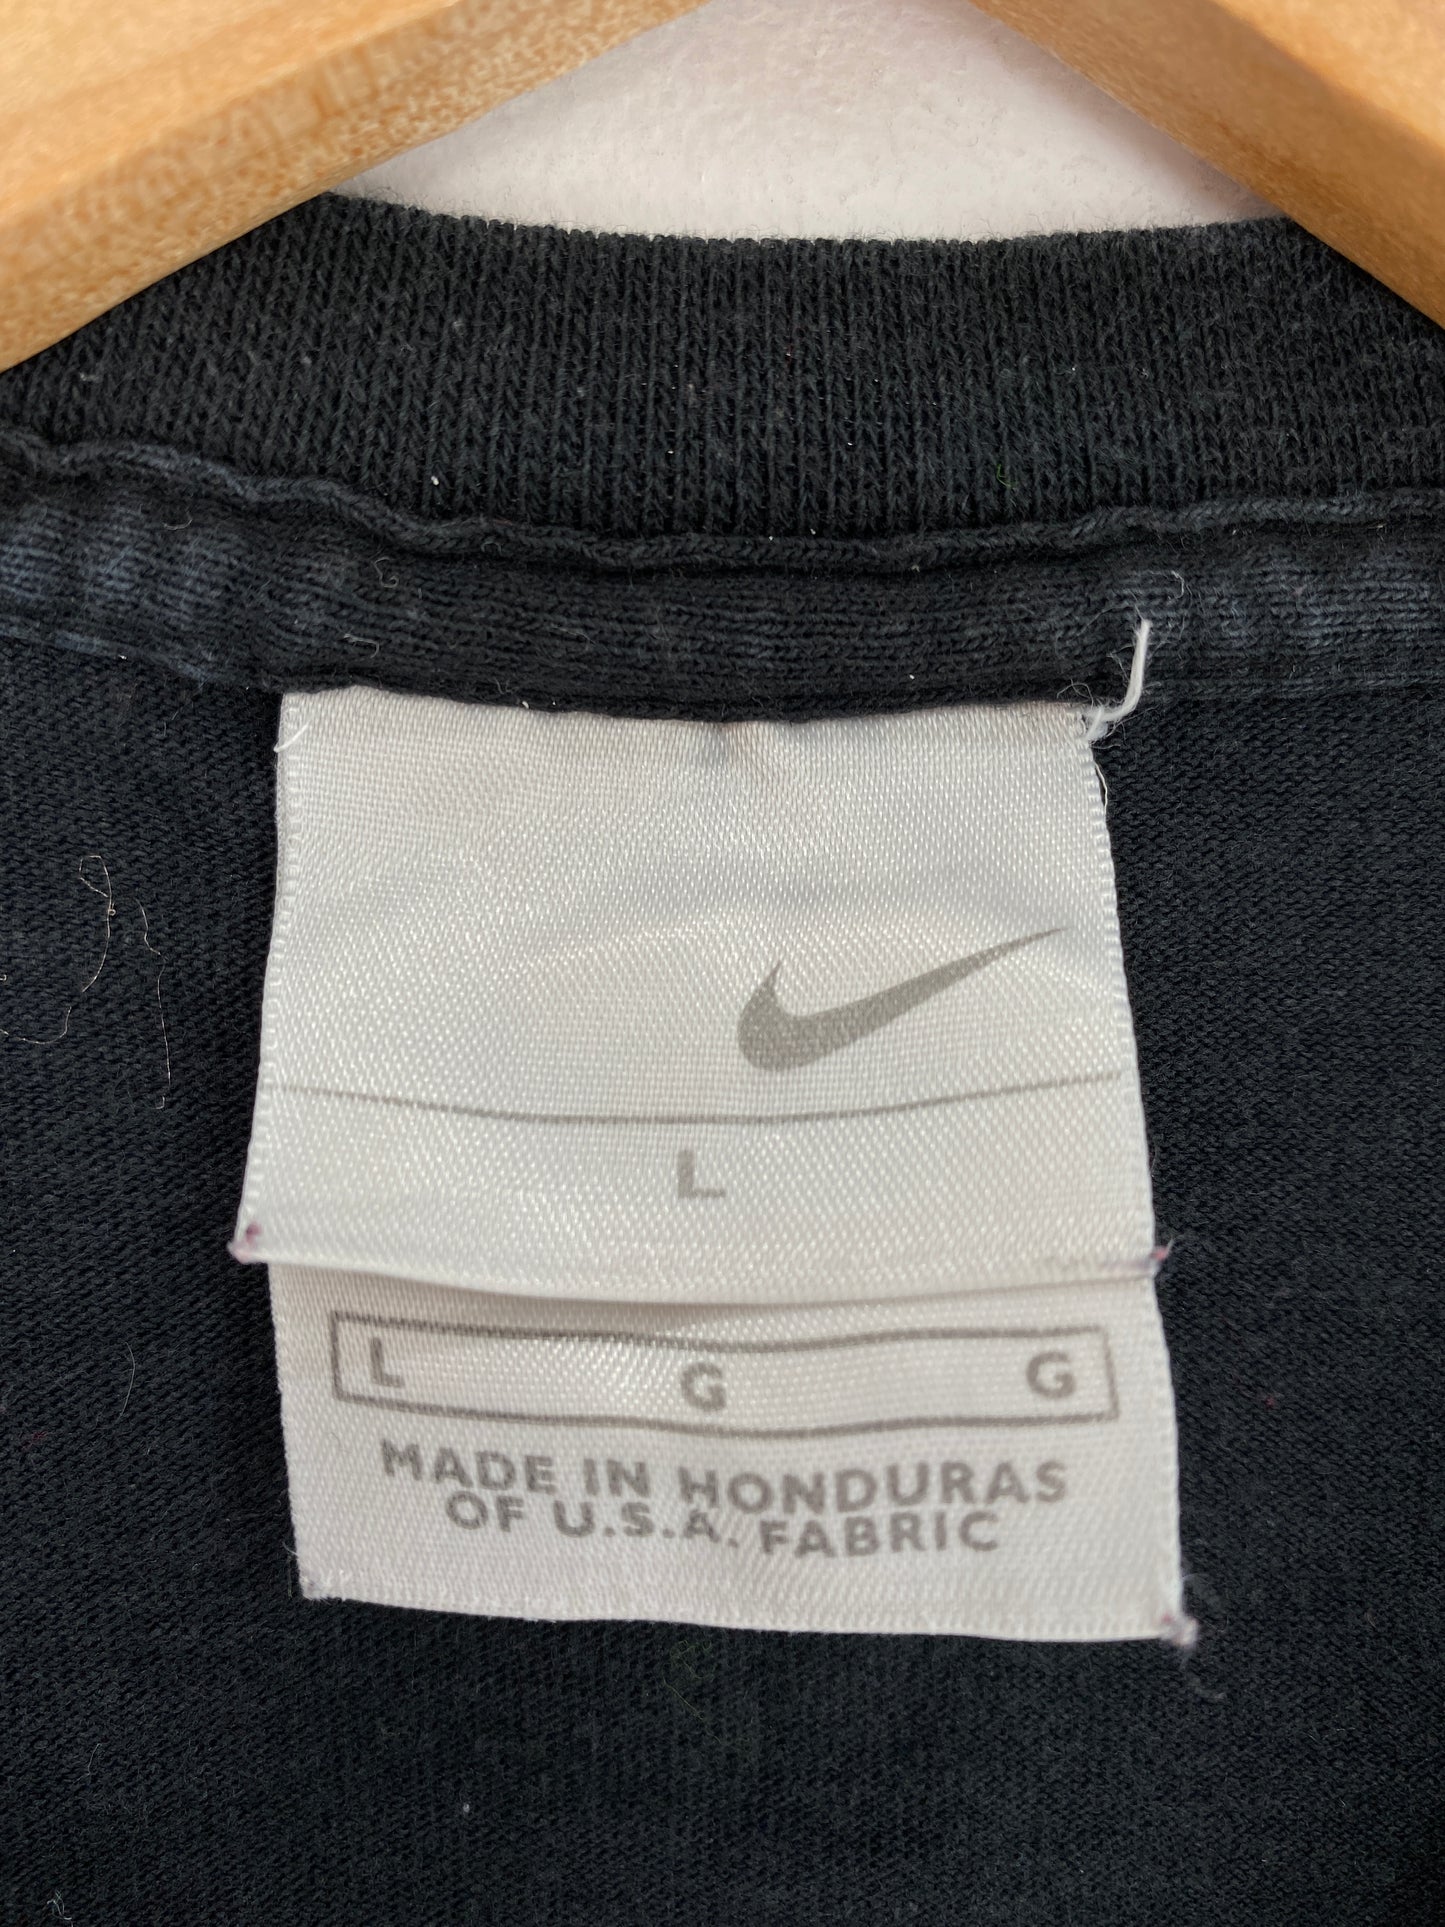 L
L G G
MADE IN HONDURAS
OF U.S.A. FABRIC